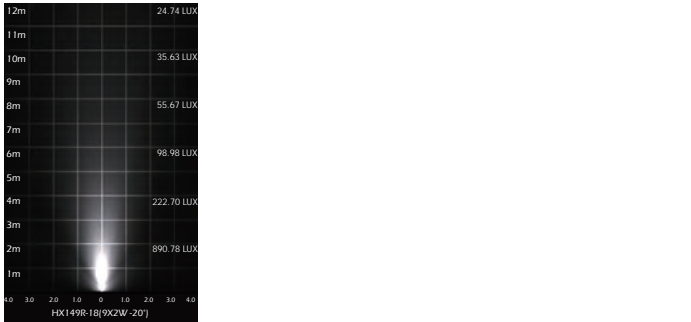 12m 24.74 LUX
11m
10m 35.63 LUX
9m
8m 55.67 LUX
7m
6m 98.98 LUX
5m
4m 222.70 LUX
3m
2m 890.78 LUX
1m
4.0 3.0 2.0 1.0 0 1.0 2.0 3.0 4.0
HX149R-18(9X2W-20°)